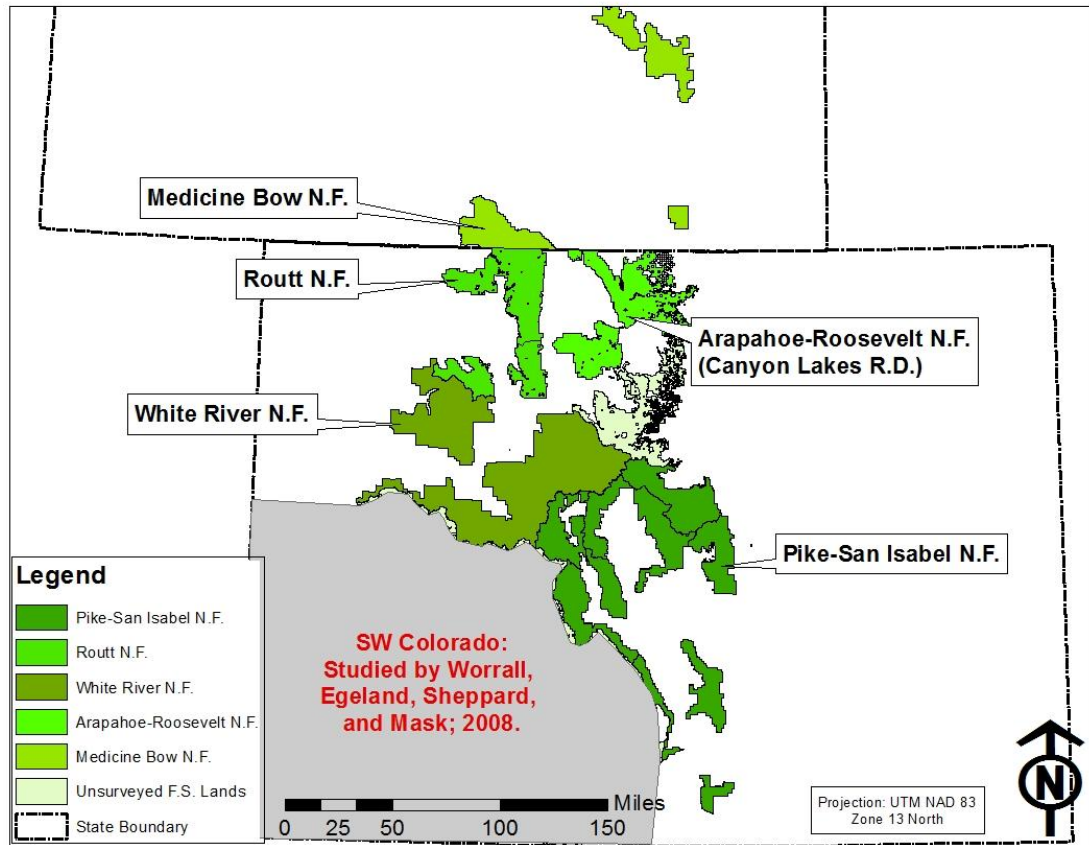 Medicine Bow N.F.
Routt N.F.
Arapahoe-Roosevelt N.F.
(Canyon Lakes R.D.)
White River N.F.
Pike-San Isabel N.F.
Legend
Pike-San Isabel N.F.
Routt N.F.
White River N.F.
Arapahoe-Roosevelt N.F.
Medicine Bow N.F.
Unsurveyed F.S. Lands
State Boundary
SW Colorado:
Studied by Worrall,
Egeland, Sheppard,
and Mask; 2008.
Miles
0 25 50 100 150
Projection: UTM NAD 83
Zone 13 North
N